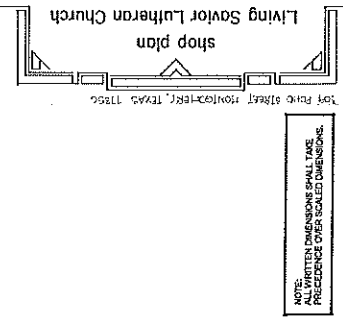 Living Savior Lutheran Church
shop plan
STREET MONTGOMERY, TEXAS 77356
NOTE:
ALL WRITTEN DIMENSIONS SHALL TAKE
PRECEDENCE OVER SCALED DIMENSIONS.